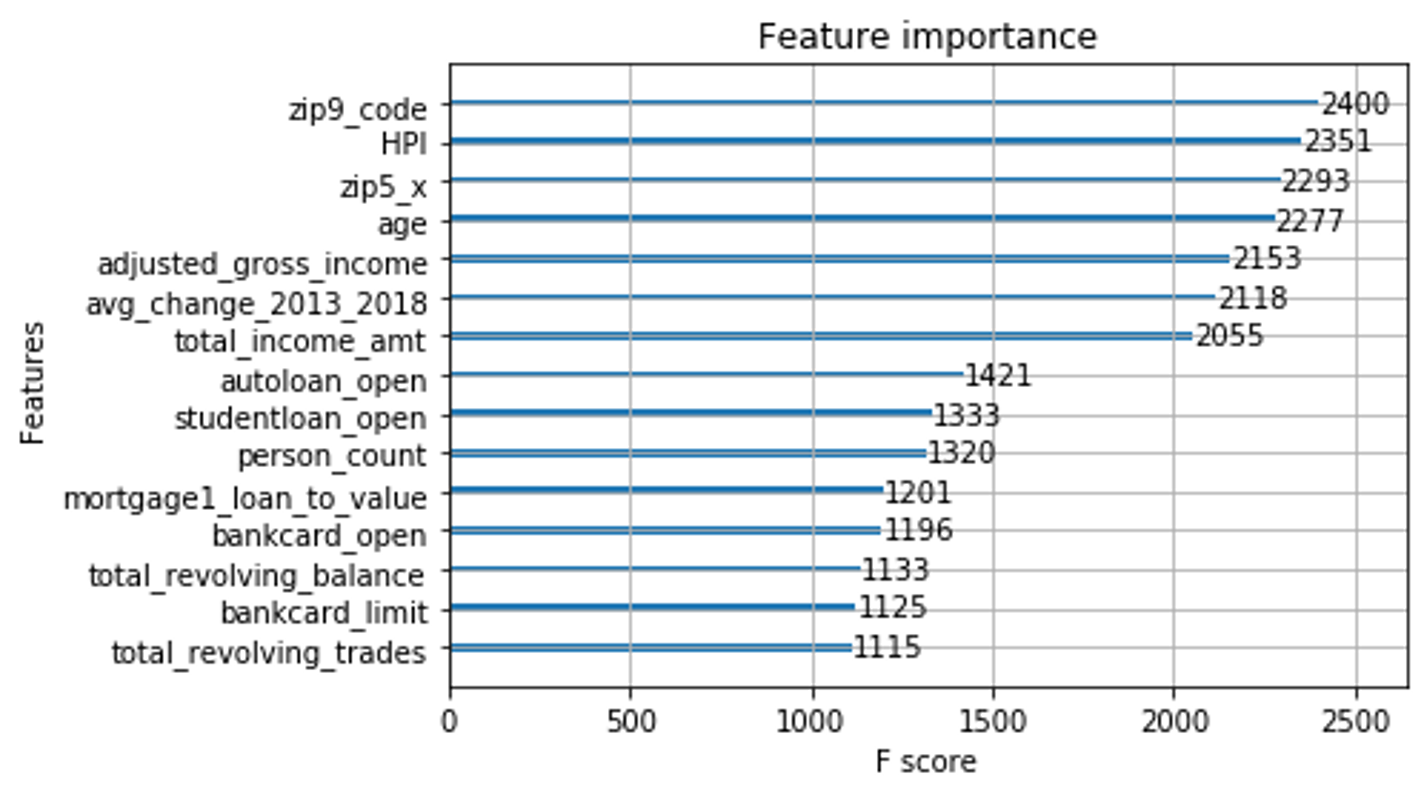 Feature importance
zip9_code 2400
HPI 2351
zip5_x 2293
age 2277
adjusted_gross_income 2153
avg_change_2013_2018 2118
total_income_amt 2055
autoloan_open 1421
studentloan_open 1333
person_count 1320
mortgage1_loan_to_value 1201
bankcard_open 1196
total_revolving_balance 1133
bankcard_limit 1125
total_revolving_trades 1115
Features
0 500 1000 1500 2000 2500
F score